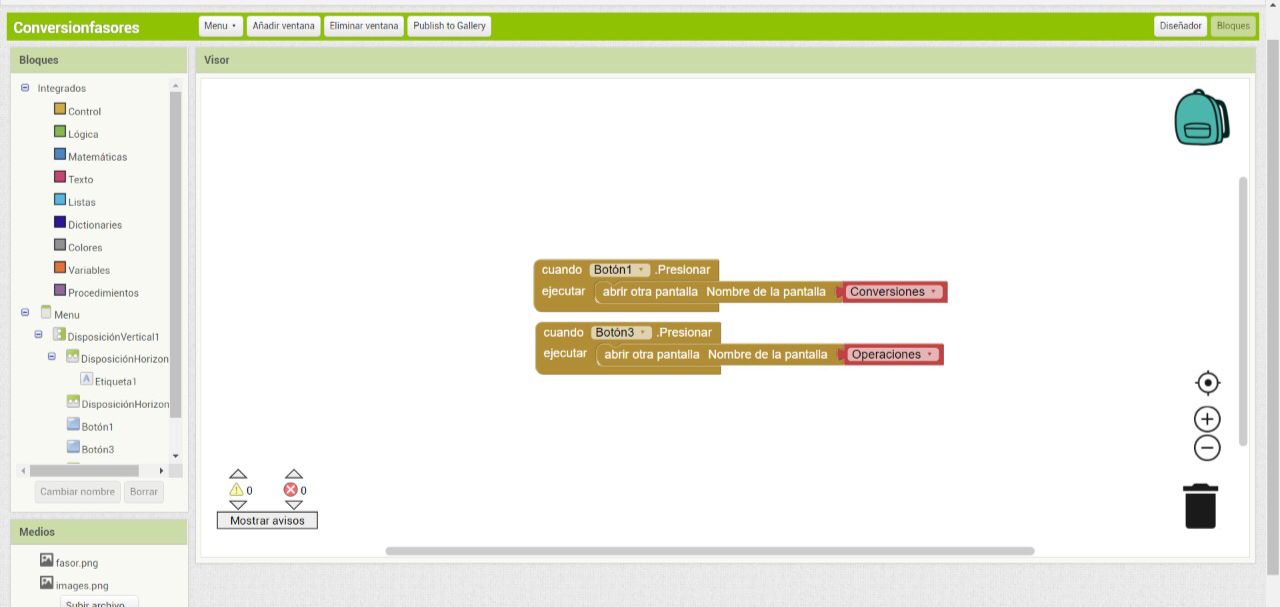 Conversionfasores
Menu
Añadir ventana
Eliminar ventana
Publish to Gallery
Diseñador
Bloques
Bloques
Integrados
Control
Lógica
Matemáticas
Texto
Listas
Dictionaries
Colores
Variables
Procedimientos
Menu
DisposiciónVertical1
DisposiciónHorizon
A Etiqueta1
DisposiciónHorizon
Botón1
Botón3
Cambiar nombre
Borrar
Medios
fasor.png
images.png
Subir archivo
Visor
cuando Botón1 .Presionar
ejecutar abrir otra pantalla Nombre de la pantalla Conversiones
cuando Botón3 .Presionar
ejecutar abrir otra pantalla Nombre de la pantalla Operaciones
0 0
Mostrar avisos